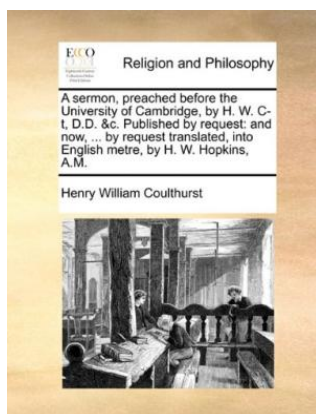 ECCO
Religion and Philosophy
A sermon, preached before the
University of Cambridge, by H. W. C-
t, D.D. &c. Published by request: and
now, ... by request translated, into
English metre, by H. W. Hopkins,
A.M.
Henry William Coulthurst